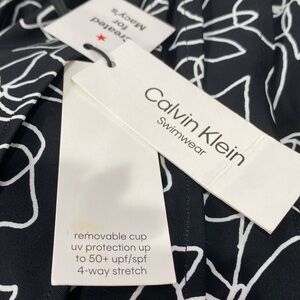 Created
For
Macy's
Calvin Klein
Swimwear
removable cup
uv protection up
to 50+ upf/spf
4-way stretch